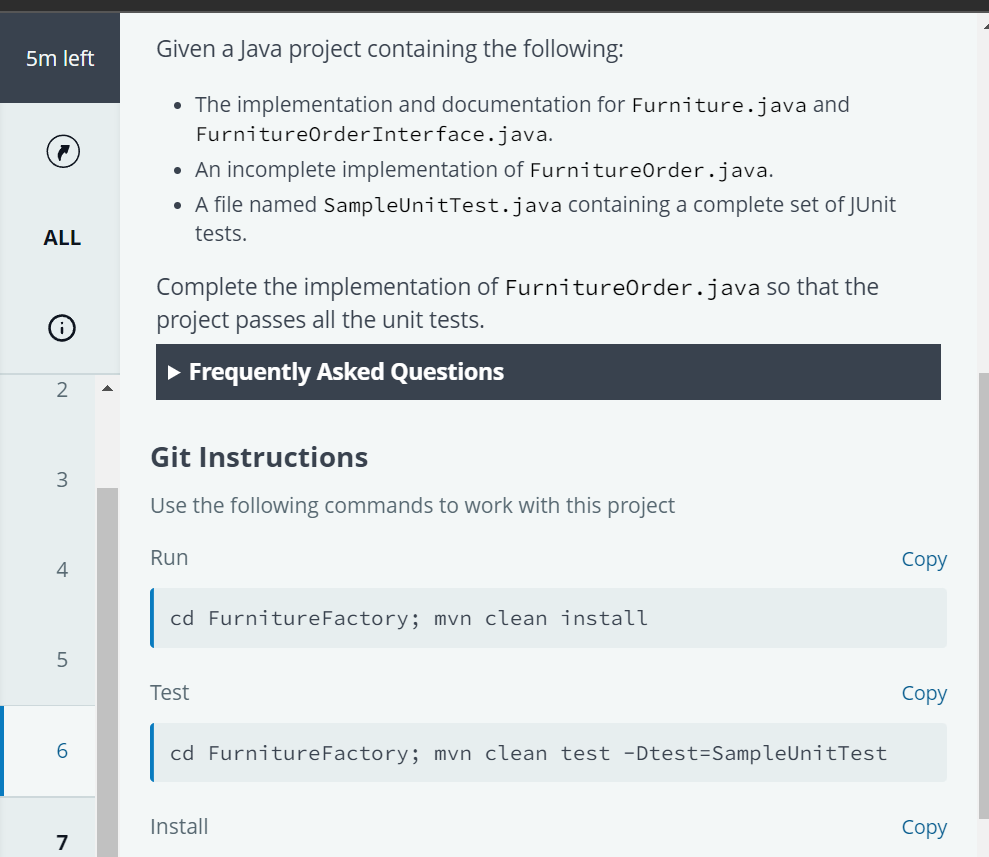 5m left
ALL
2
3
4
5
6
7
Given a Java project containing the following:
• The implementation and documentation for Furniture.java and
FurnitureOrderInterface.java.
• An incomplete implementation of FurnitureOrder.java.
• A file named SampleUnitTest.java containing a complete set of JUnit
tests.
Complete the implementation of FurnitureOrder.java so that the
project passes all the unit tests.
▶ Frequently Asked Questions
Git Instructions
Use the following commands to work with this project
Run Copy
cd FurnitureFactory; mvn clean install
Test Copy
cd FurnitureFactory; mvn clean test -Dtest=SampleUnitTest
Install Copy